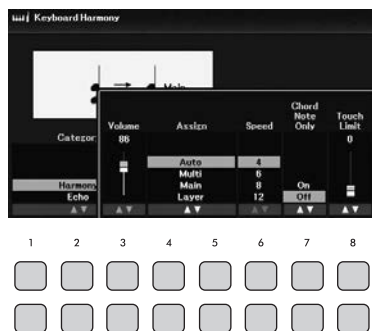 Keyboard Harmony
Main
Chord
Note
Only
Touch
Limit
Categor
Volume
Assign
Speed
86
0
Auto
4
Multi
6
Harmony
Main
8
On
Echo
Layer
12
Off
1 2 3 4 5 6 7 8